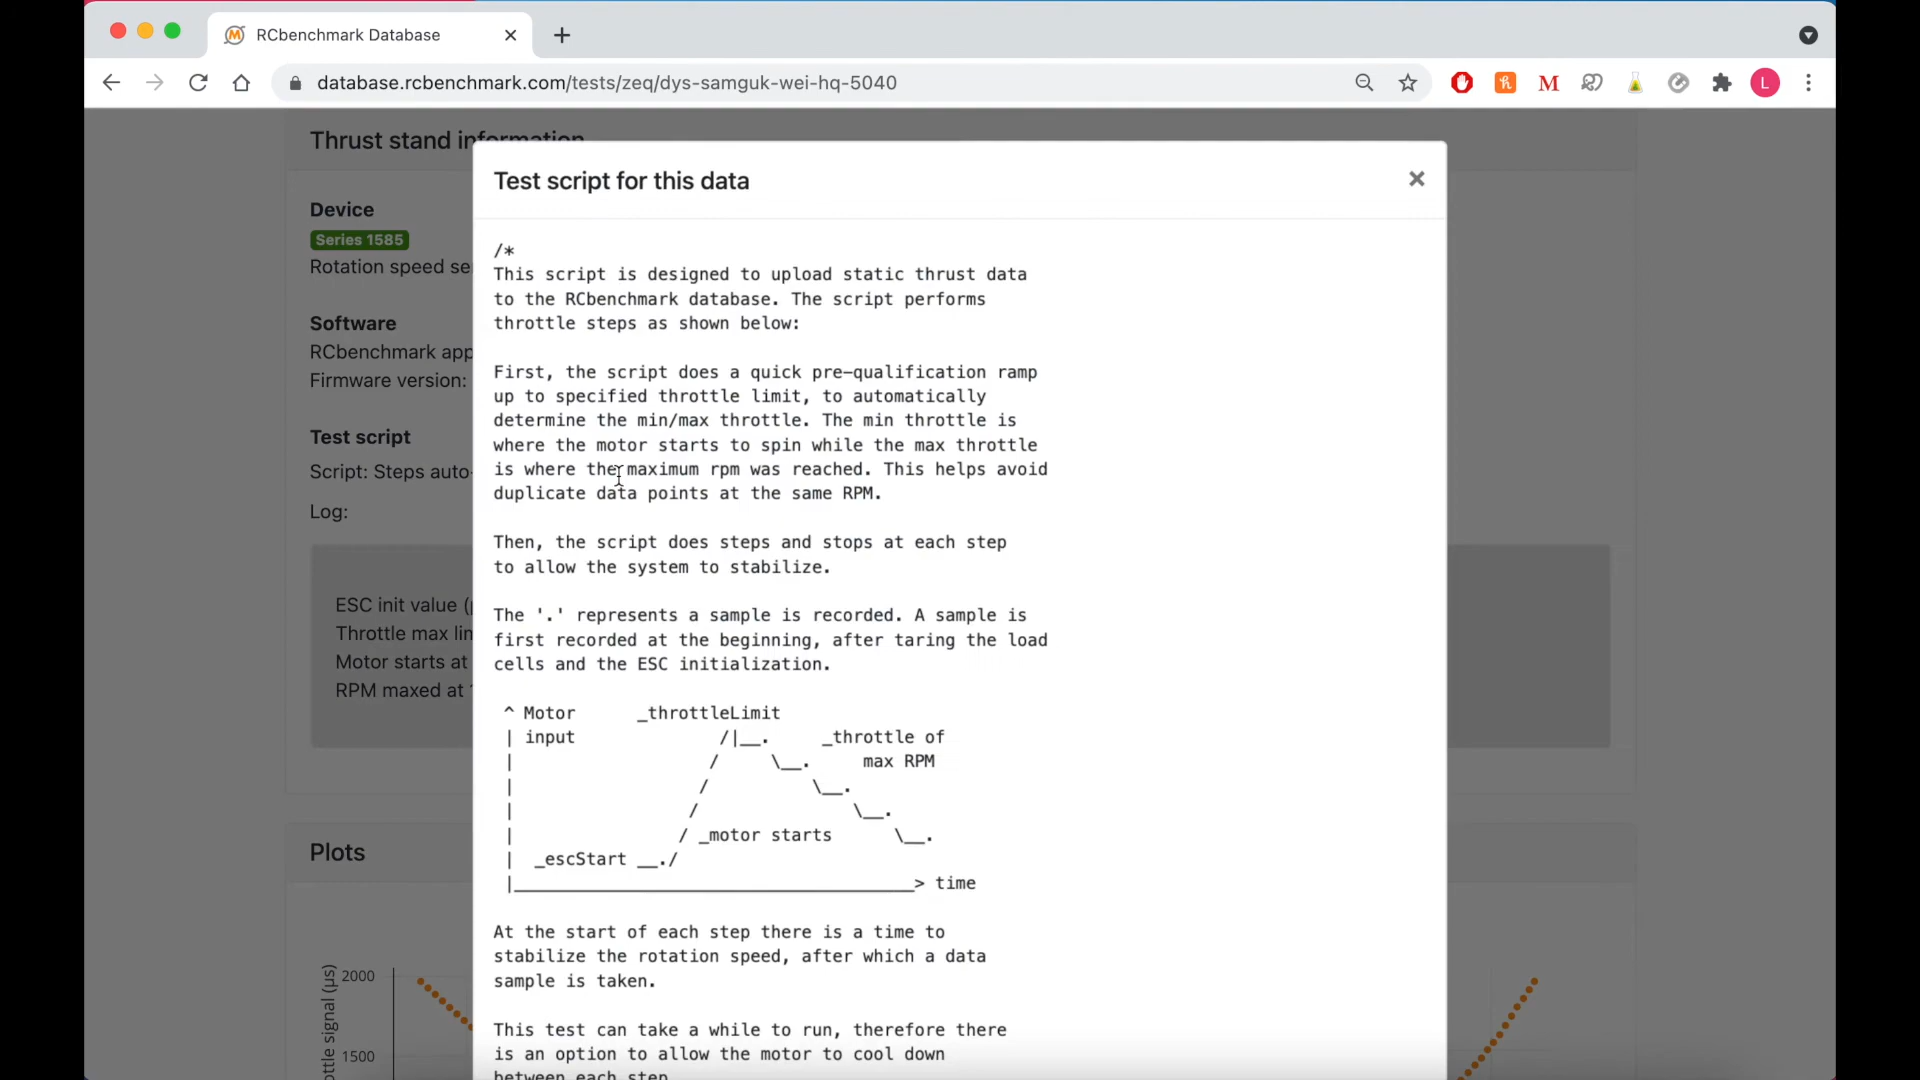 RCbenchmark Database
database.rcbenchmark.com/tests/zeq/dys-samguk-wei-hq-5040
M
L
Thrust stand information
Device
Series 1585
Rotation speed se
Software
RCbenchmark app
Firmware version:
Test script
Script: Steps auto-
Log:
ESC init value (
Throttle max lin
Motor starts at
RPM maxed at
Plots
ottle signal (µs)
2000
1500
Test script for this data
/*
This script is designed to upload static thrust data
to the RCbenchmark database. The script performs
throttle steps as shown below:
First, the script does a quick pre-qualification ramp
up to specified throttle limit, to automatically
determine the min/max throttle. The min throttle is
where the motor starts to spin while the max throttle
is where the maximum rpm was reached. This helps avoid
duplicate data points at the same RPM.
Then, the script does steps and stops at each step
to allow the system to stabilize.
The '.' represents a sample is recorded. A sample is
first recorded at the beginning, after taring the load
cells and the ESC initialization.
^ Motor      _throttleLimit
| input              /|__.     _throttle of
|                   /     \__.     max RPM
|                  /          \__.
|                 /               \__.
|                / _motor starts      \__.
|  _escStart __./
|_______________________________________> time
At the start of each step there is a time to
stabilize the rotation speed, after which a data
sample is taken.
This test can take a while to run, therefore there
is an option to allow the motor to cool down
between each step